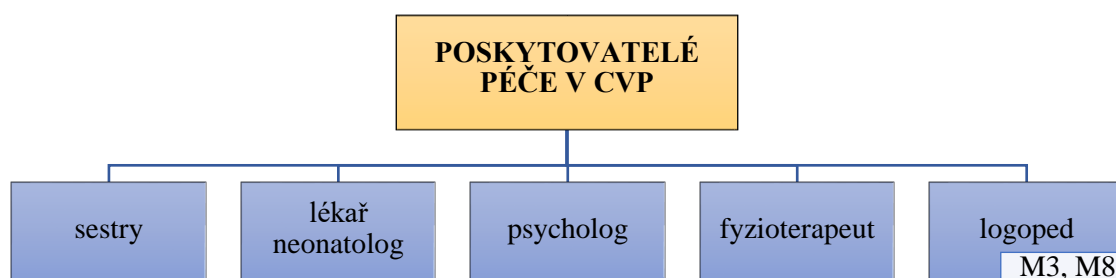 POSKYTOVATELÉ
PÉČE V CVP
sestry
lékař
neonatolog
psycholog
fyzioterapeut
logoped
M3, M8